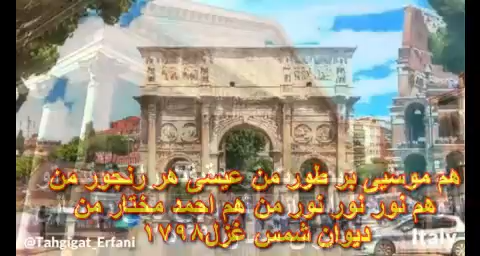 هم موسیی بر طور من عیسی هر رنجور من
هم نور نور نور من هم احمد مختار من
دیوان شمس غزل۱۷۹۸
@Tahgigat_Erfani
Italy